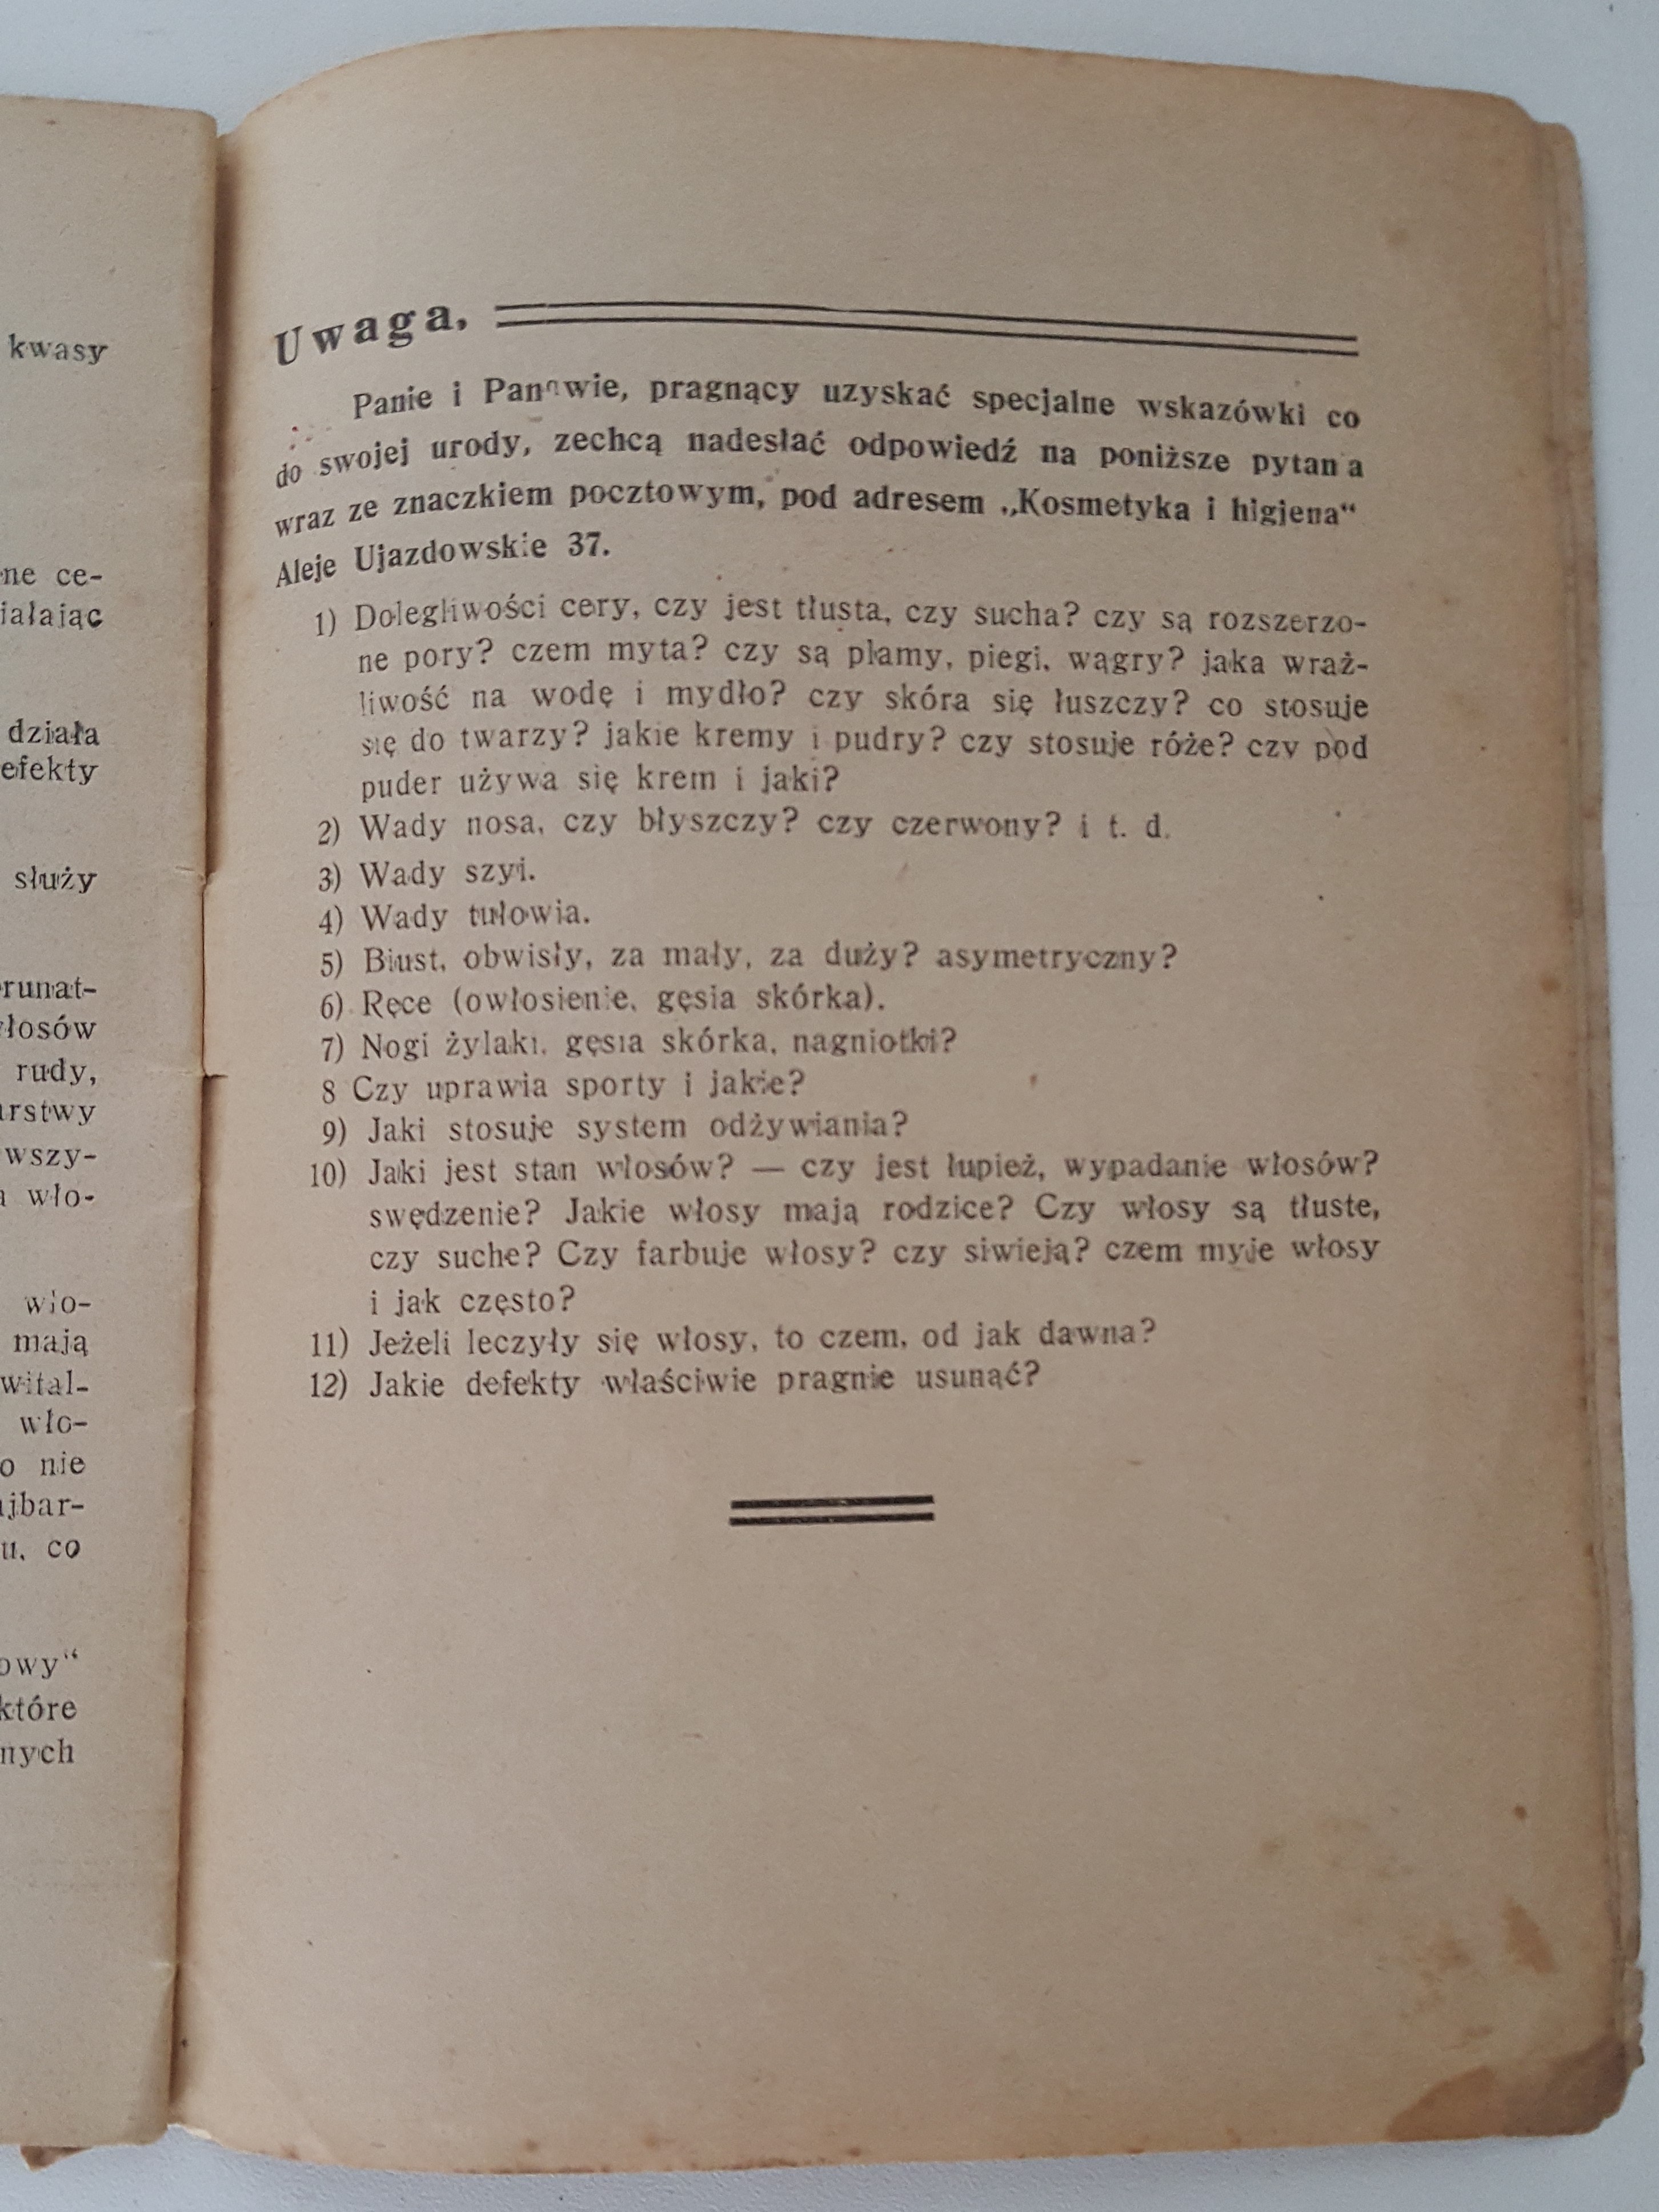 kwasy
ne ce-
iałając
działa
efekty
służy
runat-
włosów
rudy,
arstwy
wszy-
wło-
wło-
mają
wital-
wło-
o nie
ajbar-
u, co
owy“
które
nych
Uwaga,
Panie i Panowie, pragnący uzyskać specjalne wskazówki co
do swojej urody, zechcą nadesłać odpowiedź na poniższe pytan a
wraz ze znaczkiem pocztowym, pod adresem „Kosmetyka i higjena“
Aleje Ujazdowskie 37.
1) Dolegliwości cery, czy jest tłusta, czy sucha? czy są rozszerzo-
ne pory? czem myta? czy są plamy, piegi, wągry? jaka wraż-
liwość na wodę i mydło? czy skóra się łuszczy? co stosuje
się do twarzy? jakie kremy i pudry? czy stosuje róże? czy pod
puder używa się krem i jaki?
2) Wady nosa, czy błyszczy? czy czerwony? i t. d.
3) Wady szyi.
4) Wady tułowia.
5) Biust, obwisły, za mały, za duży? asymetryczny?
6) Ręce (owłosienie, gęsia skórka).
7) Nogi żylaki, gęsia skórka, nagniotki?
8 Czy uprawia sporty i jakie?
9) Jaki stosuje system odżywiania?
10) Jaki jest stan włosów? — czy jest łupież, wypadanie włosów?
swędzenie? Jakie włosy mają rodzice? Czy włosy są tłuste,
czy suche? Czy farbuje włosy? czy siwieją? czem myje włosy
i jak często?
11) Jeżeli leczyły się włosy, to czem, od jak dawna?
12) Jakie defekty właściwie pragnie usunąć?